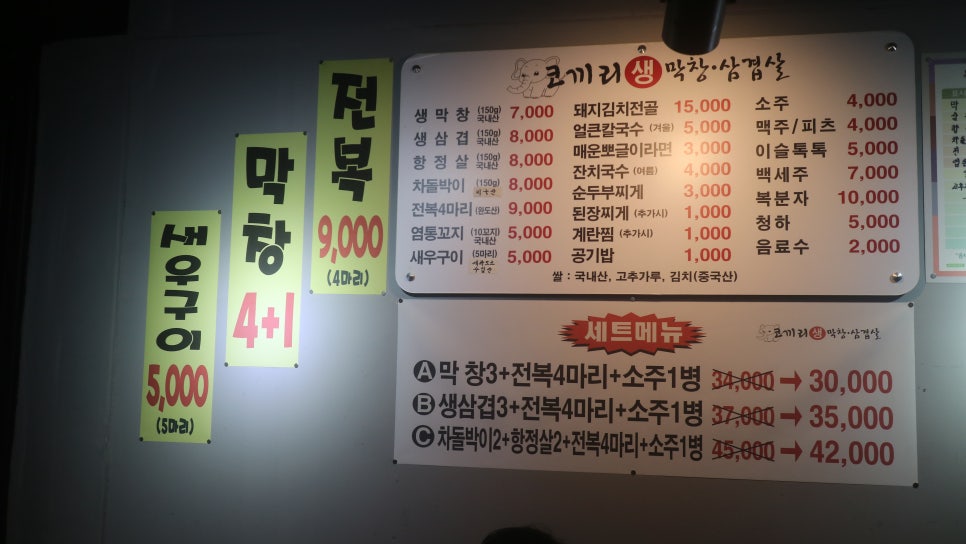 전복
9,000
(4마리)
막창
4+1
새우구이
5,000
(5마리)
코끼리 생 막창·삼겹살
생막창 (150g) 국내산 7,000
생삼겹 (150g) 국내산 8,000
항정살 (150g) 국내산 8,000
차돌박이 (150g) 8,000
전복4마리 (완도산) 9,000
염통꼬지 (10꼬지) 국내산 5,000
새우구이 (5마리) 5,000
돼지김치전골 15,000
얼큰칼국수 (겨울) 5,000
매운뽀글이라면 3,000
잔치국수 (여름) 4,000
순두부찌개 3,000
된장찌개 (추가시) 1,000
계란찜 (추가시) 1,000
공기밥 1,000
소주 4,000
맥주/피츠 4,000
이슬톡톡 5,000
백세주 7,000
복분자 10,000
청하 5,000
음료수 2,000
쌀 : 국내산, 고추가루, 김치(중국산)
세트메뉴
코끼리 생 막창·삼겹살
A 막 창3+전복4마리+소주1병 34,000 → 30,000
B 생삼겹3+전복4마리+소주1병 37,000 → 35,000
C 차돌박이2+항정살2+전복4마리+소주1병 45,000 → 42,000